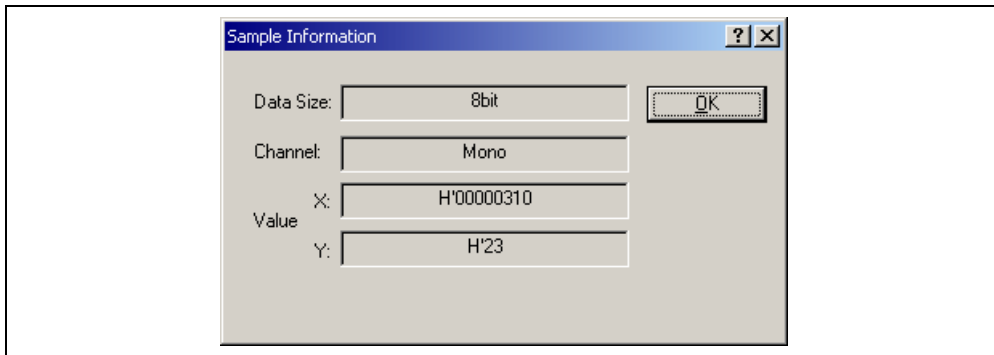 Sample Information
Data Size: 8bit
OK
Channel: Mono
Value
X: H'00000310
Y: H'23